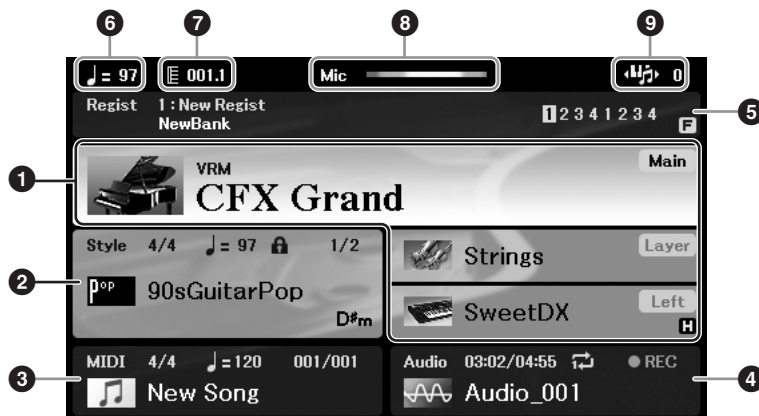 6 7 8 9
♩ = 97 001.1 Mic 0
Regist 1 : New Regist 1 2 3 4 1 2 3 4
NewBank F
5
1
VRM Main
CFX Grand
Style 4/4 ♩ = 97 1/2
Strings Layer
2
Pop 90sGuitarPop
D#m
SweetDX Left
H
3
MIDI 4/4 ♩ = 120 001/001
New Song
Audio 03:02/04:55 ● REC
Audio_001
4